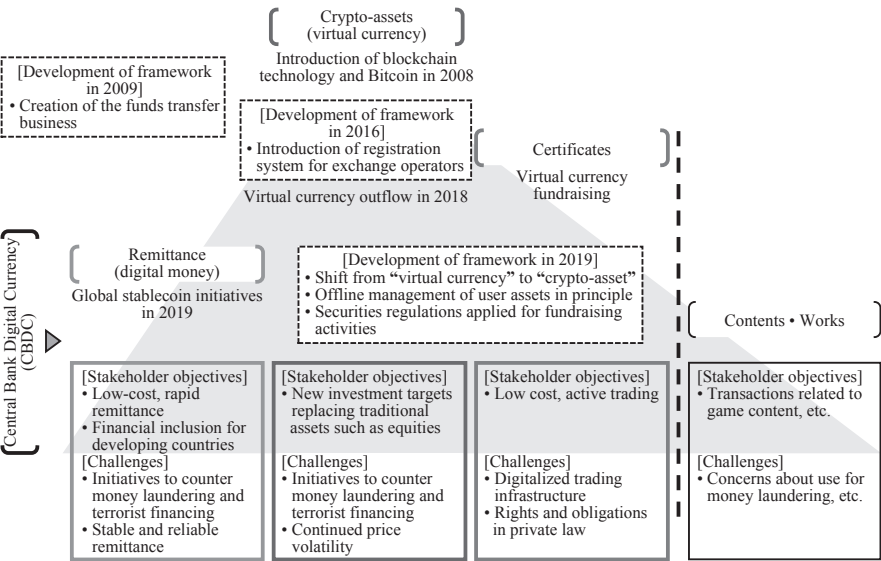 Crypto-assets
(virtual currency)
Introduction of blockchain
technology and Bitcoin in 2008
[Development of framework
in 2009]
• Creation of the funds transfer
business
[Development of framework
in 2016]
• Introduction of registration
system for exchange operators
Virtual currency outflow in 2018
Certificates
Virtual currency
fundraising
Central Bank Digital Currency
(CBDC)
Remittance
(digital money)
Global stablecoin initiatives
in 2019
[Development of framework in 2019]
• Shift from “virtual currency” to “crypto-asset”
• Offline management of user assets in principle
• Securities regulations applied for fundraising
activities
Contents • Works
[Stakeholder objectives]
• Low-cost, rapid
remittance
• Financial inclusion for
developing countries
[Challenges]
• Initiatives to counter
money laundering and
terrorist financing
• Stable and reliable
remittance
[Stakeholder objectives]
• New investment targets
replacing traditional
assets such as equities
[Challenges]
• Initiatives to counter
money laundering and
terrorist financing
• Continued price
volatility
[Stakeholder objectives]
• Low cost, active trading
[Challenges]
• Digitalized trading
infrastructure
• Rights and obligations
in private law
[Stakeholder objectives]
• Transactions related to
game content, etc.
[Challenges]
• Concerns about use for
money laundering, etc.